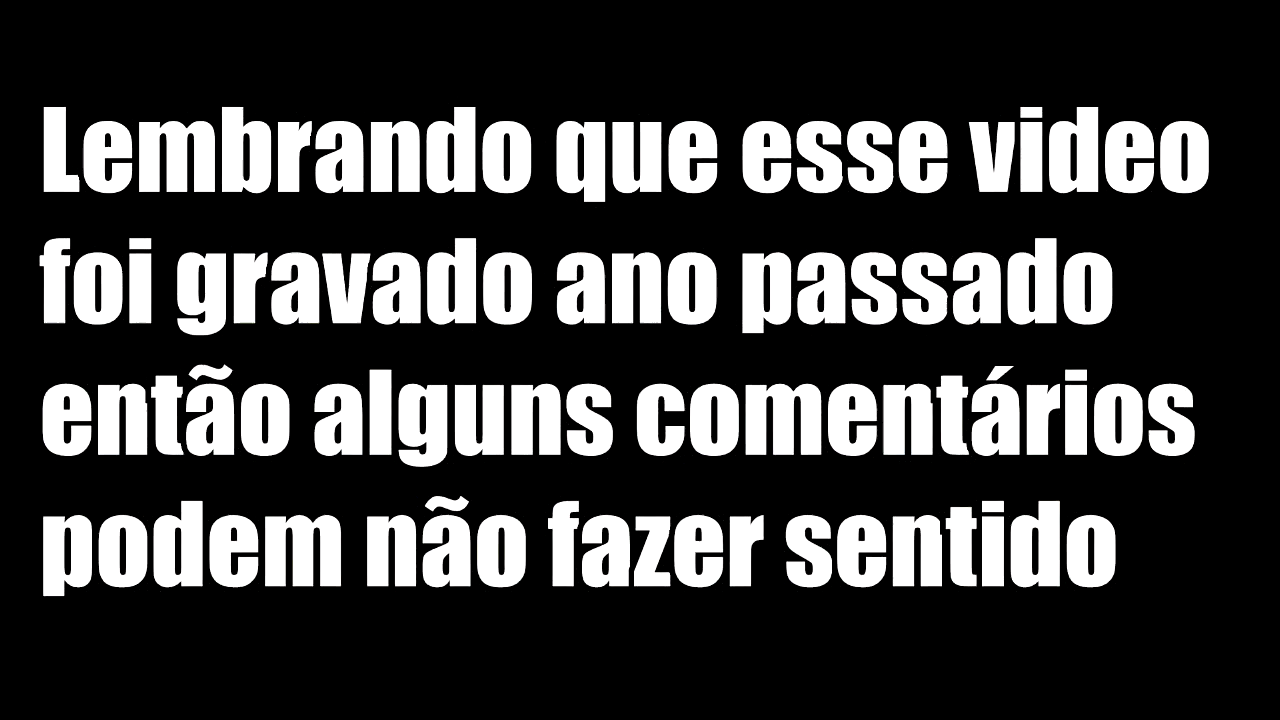 Lembrando que esse video
foi gravado ano passado
então alguns comentários
podem não fazer sentido